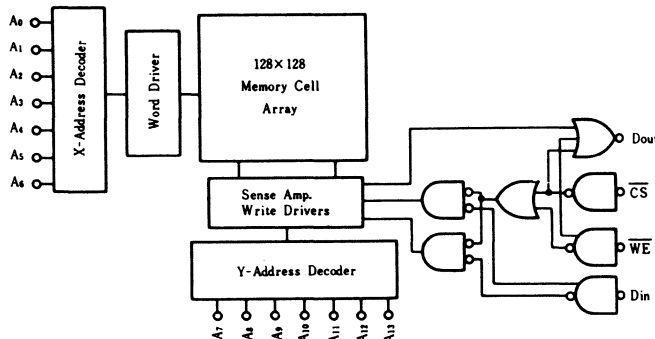 A0
A1
A2
A3
A4
A5
A6
X-Address Decoder
Word Driver
128×128
Memory Cell
Array
Sense Amp.
Write Drivers
Y-Address Decoder
A7
A8
A9
A10
A11
A12
A13
Dout
CS
WE
Din